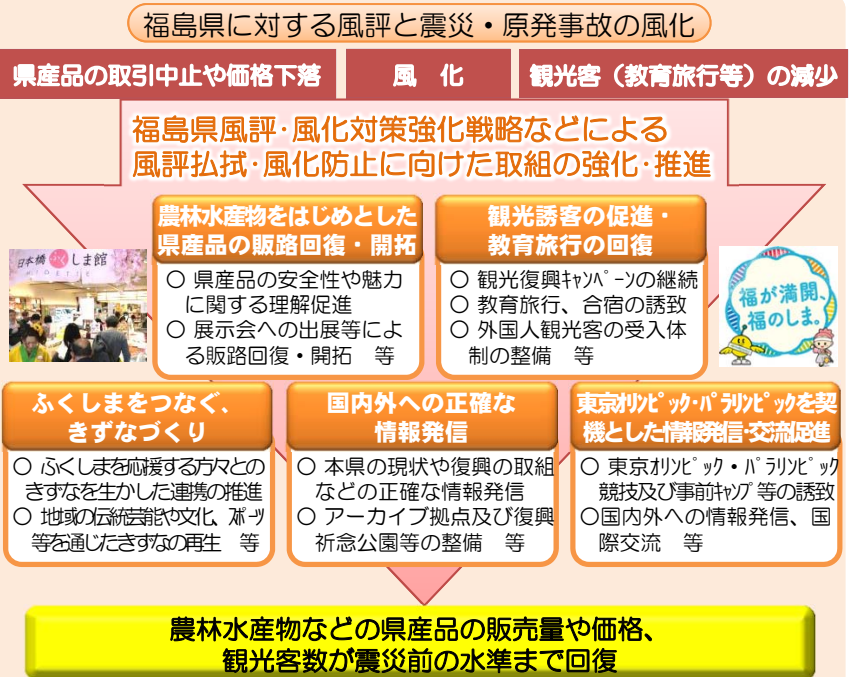 福島県に対する風評と震災・原発事故の風化
県産品の取引中止や価格下落
風　化
観光客（教育旅行等）の減少
福島県風評･風化対策強化戦略などによる
風評払拭･風化防止に向けた取組の強化･推進
農林水産物をはじめとした
県産品の販路回復・開拓
○ 県産品の安全性や魅力
に関する理解促進
○ 展示会への出展等によ
る販路回復・開拓　等
観光誘客の促進・
教育旅行の回復
○ 観光復興ｷｬﾝﾍﾟｰﾝの継続
○ 教育旅行、合宿の誘致
○ 外国人観光客の受入体
制の整備　等
日本橋ふくしま館
MIDETTE
福が満開、
福のしま。
ふくしまをつなぐ、
きずなづくり
○ ふくしまを応援する方々との
きずなを生かした連携の推進
○ 地域の伝統芸能や文化、ｽﾎﾟｰﾂ
等を通じたきずなの再生　等
国内外への正確な
情報発信
○ 本県の現状や復興の取組
などの正確な情報発信
○ アーカイブ拠点及び復興
祈念公園等の整備　等
東京ｵﾘﾝﾋﾟｯｸ･ﾊﾟﾗﾘﾝﾋﾟｯｸを契
機とした情報発信･交流促進
○ 東京ｵﾘﾝﾋﾟｯｸ・ﾊﾟﾗﾘﾝﾋﾟｯｸ
競技及び事前ｷｬﾝﾌﾟ等の誘致
○国内外への情報発信、国
際交流　等
農林水産物などの県産品の販売量や価格、
観光客数が震災前の水準まで回復